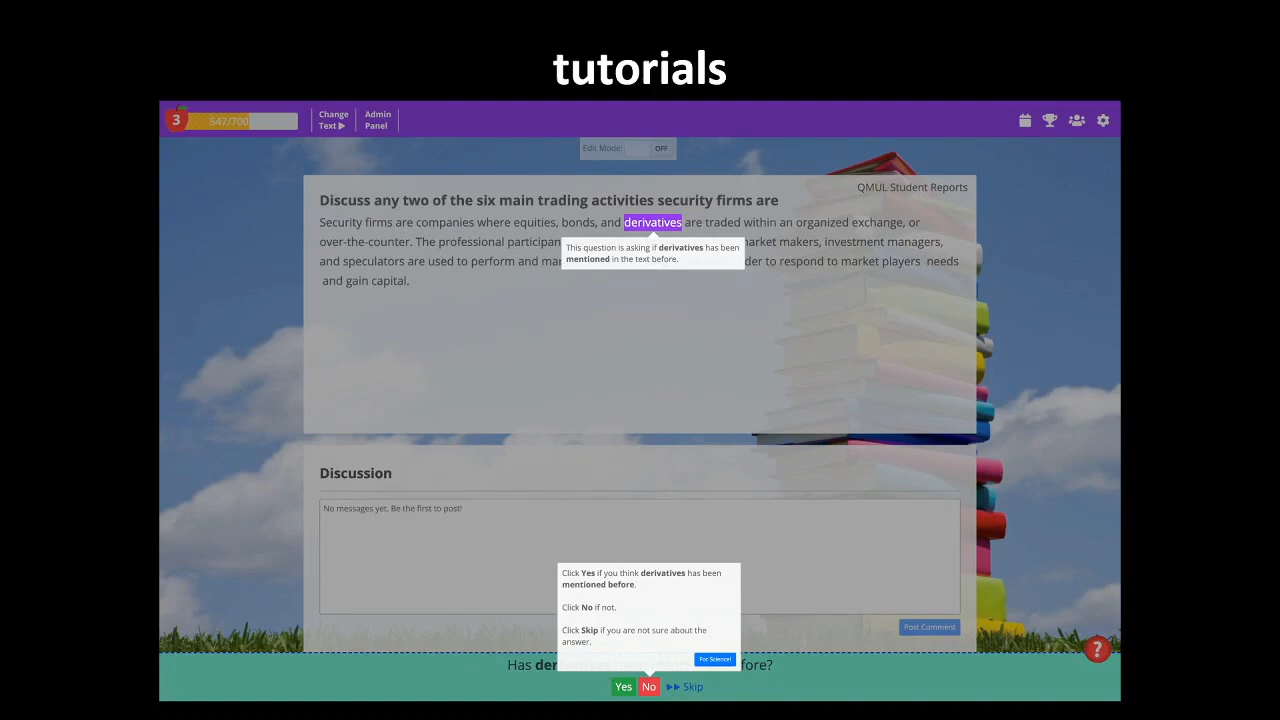 tutorials
3 547/700 Change Text Admin Panel
Edit Mode: OFF
QMUL Student Reports
Discuss any two of the six main trading activities security firms are
Security firms are companies where equities, bonds, and derivatives are traded within an organized exchange, or
over-the-counter. The professional market makers, investment managers,
This question is asking if derivatives has been
mentioned in the text before.
and speculators are used to perform and to respond to market players needs
and gain capital.
Discussion
No messages yet, Be the first to post!
Click Yes if you think derivatives has been
mentioned before.
Click No if not.
Click Skip if you are not sure about the
answer.
For Science!
Post Comment
?
Has
Yes No Skip